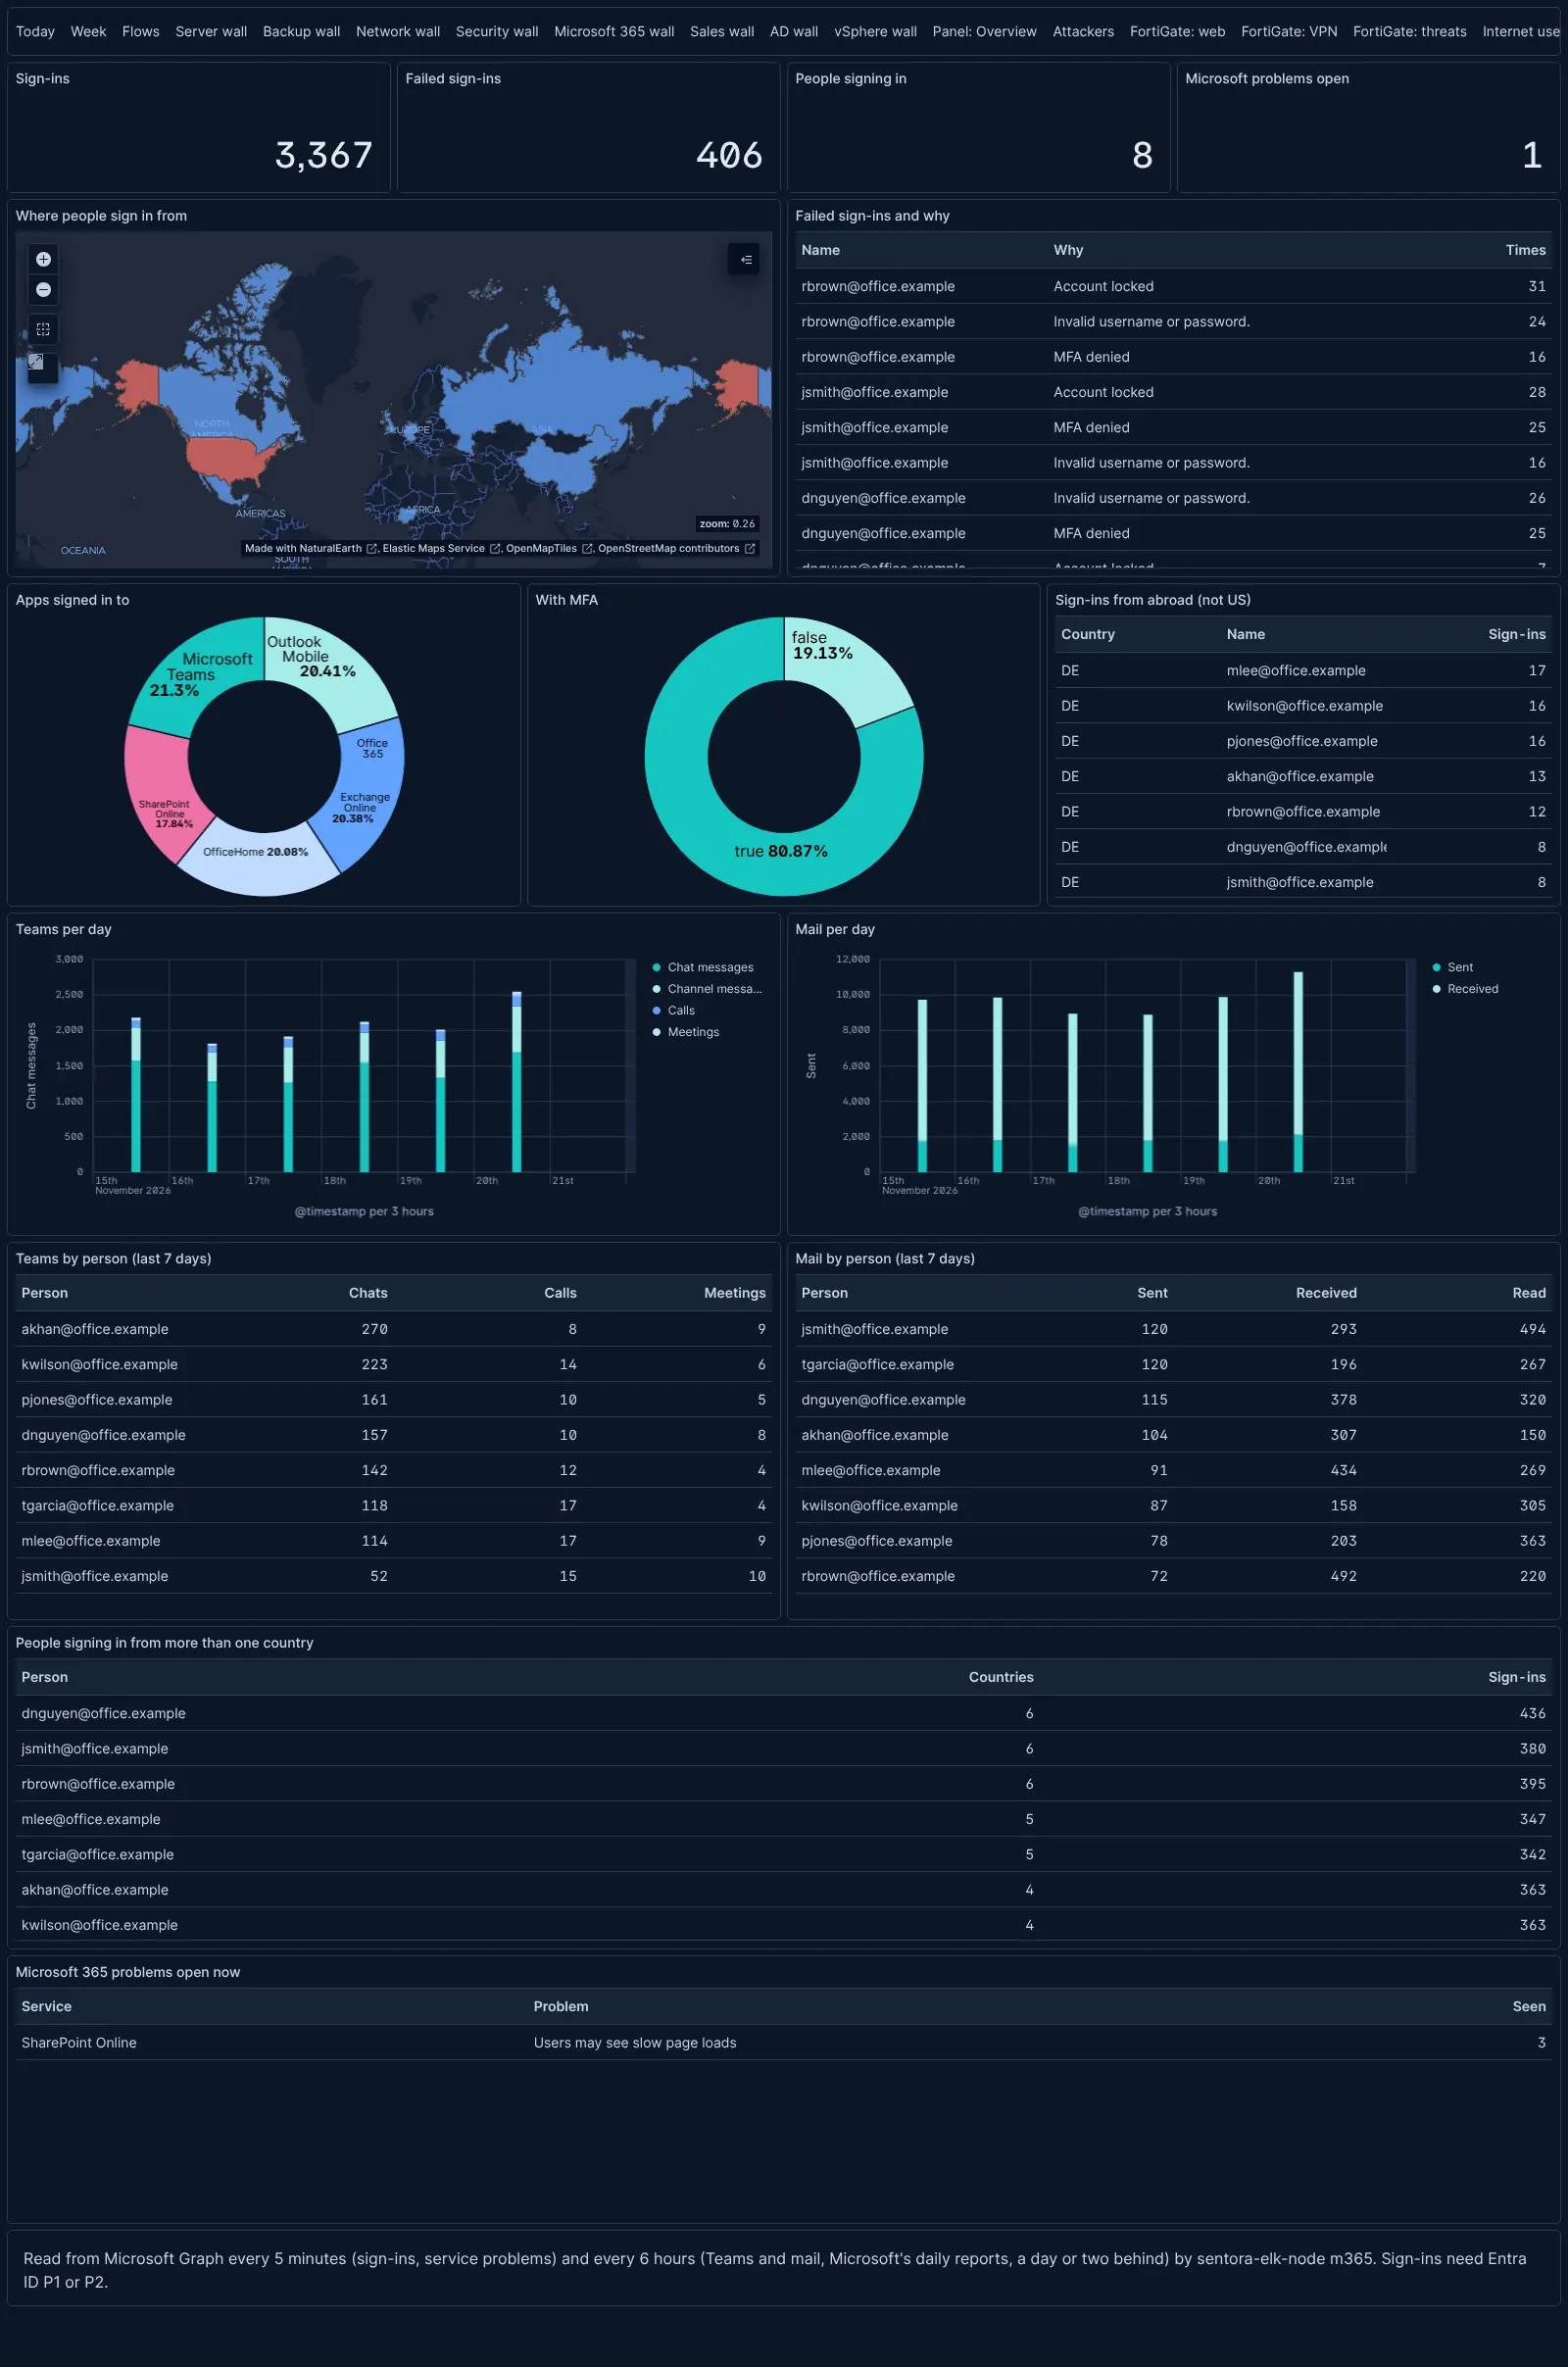 Today Week Flows Server wall Backup wall Network wall Security wall Microsoft 365 wall Sales wall AD wall vSphere wall Panel: Overview Attackers FortiGate: web FortiGate: VPN FortiGate: threats Internet use
Sign-ins
3,367
Failed sign-ins
406
People signing in
8
Microsoft problems open
1
Where people sign in from
NORTH
AMERICA
EUROPE
ASIA
AMERICAS
AFRICA
OCEANIA
SOUTH
AMERICA
zoom: 0.26
Made with NaturalEarth, Elastic Maps Service, OpenMapTiles, OpenStreetMap contributors
Failed sign-ins and why
Name Why Times
rbrown@office.example Account locked 31
rbrown@office.example Invalid username or password. 24
rbrown@office.example MFA denied 16
jsmith@office.example Account locked 28
jsmith@office.example MFA denied 25
jsmith@office.example Invalid username or password. 16
dnguyen@office.example Invalid username or password. 26
dnguyen@office.example MFA denied 25
dnguyen@office.example Account locked 7
Apps signed in to
Outlook
Mobile
20.41%
Microsoft
Teams
21.3%
Office
365
Exchange
Online
20.38%
SharePoint
Online
17.84%
OfficeHome 20.08%
With MFA
false
19.13%
true 80.87%
Sign-ins from abroad (not US)
Country Name Sign-ins
DE mlee@office.example 17
DE kwilson@office.example 16
DE pjones@office.example 16
DE akhan@office.example 13
DE rbrown@office.example 12
DE dnguyen@office.example 8
DE jsmith@office.example 8
Teams per day
Chat messages
3,000
2,500
2,000
1,500
1,000
500
0
15th 16th 17th 18th 19th 20th 21st
November 2026
@timestamp per 3 hours
Chat messages
Channel messa...
Calls
Meetings
Mail per day
Sent
12,000
10,000
8,000
6,000
4,000
2,000
0
15th 16th 17th 18th 19th 20th 21st
November 2026
@timestamp per 3 hours
Sent
Received
Teams by person (last 7 days)
Person Chats Calls Meetings
akhan@office.example 270 8 9
kwilson@office.example 223 14 6
pjones@office.example 161 10 5
dnguyen@office.example 157 10 8
rbrown@office.example 142 12 4
tgarcia@office.example 118 17 4
mlee@office.example 114 17 9
jsmith@office.example 52 15 10
Mail by person (last 7 days)
Person Sent Received Read
jsmith@office.example 120 293 494
tgarcia@office.example 120 196 267
dnguyen@office.example 115 378 320
akhan@office.example 104 307 150
mlee@office.example 91 434 269
kwilson@office.example 87 158 305
pjones@office.example 78 203 363
rbrown@office.example 72 492 220
People signing in from more than one country
Person Countries Sign-ins
dnguyen@office.example 6 436
jsmith@office.example 6 380
rbrown@office.example 6 395
mlee@office.example 5 347
tgarcia@office.example 5 342
akhan@office.example 4 363
kwilson@office.example 4 363
Microsoft 365 problems open now
Service Problem Seen
SharePoint Online Users may see slow page loads 3
Read from Microsoft Graph every 5 minutes (sign-ins, service problems) and every 6 hours (Teams and mail, Microsoft's daily reports, a day or two behind) by sentora-elk-node m365. Sign-ins need Entra
ID P1 or P2.